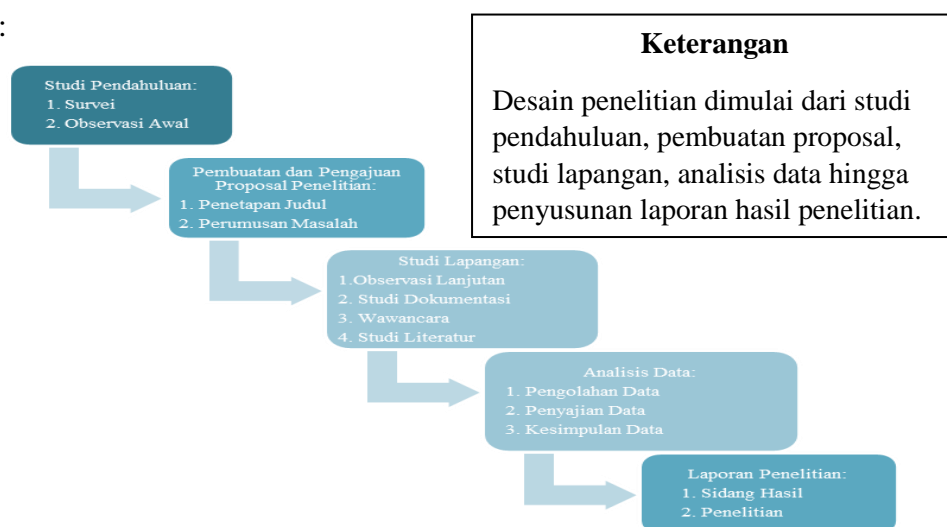 :
Keterangan
Desain penelitian dimulai dari studi
pendahuluan, pembuatan proposal,
studi lapangan, analisis data hingga
penyusunan laporan hasil penelitian.
Studi Pendahuluan:
1. Survei
2. Observasi Awal
Pembuatan dan Pengajuan
Proposal Penelitian:
1. Penetapan Judul
2. Perumusan Masalah
Studi Lapangan:
1.Observasi Lanjutan
2. Studi Dokumentasi
3. Wawancara
4. Studi Literatur
Analisis Data:
1. Pengolahan Data
2. Penyajian Data
3. Kesimpulan Data
Laporan Penelitian:
1. Sidang Hasil
2. Penelitian